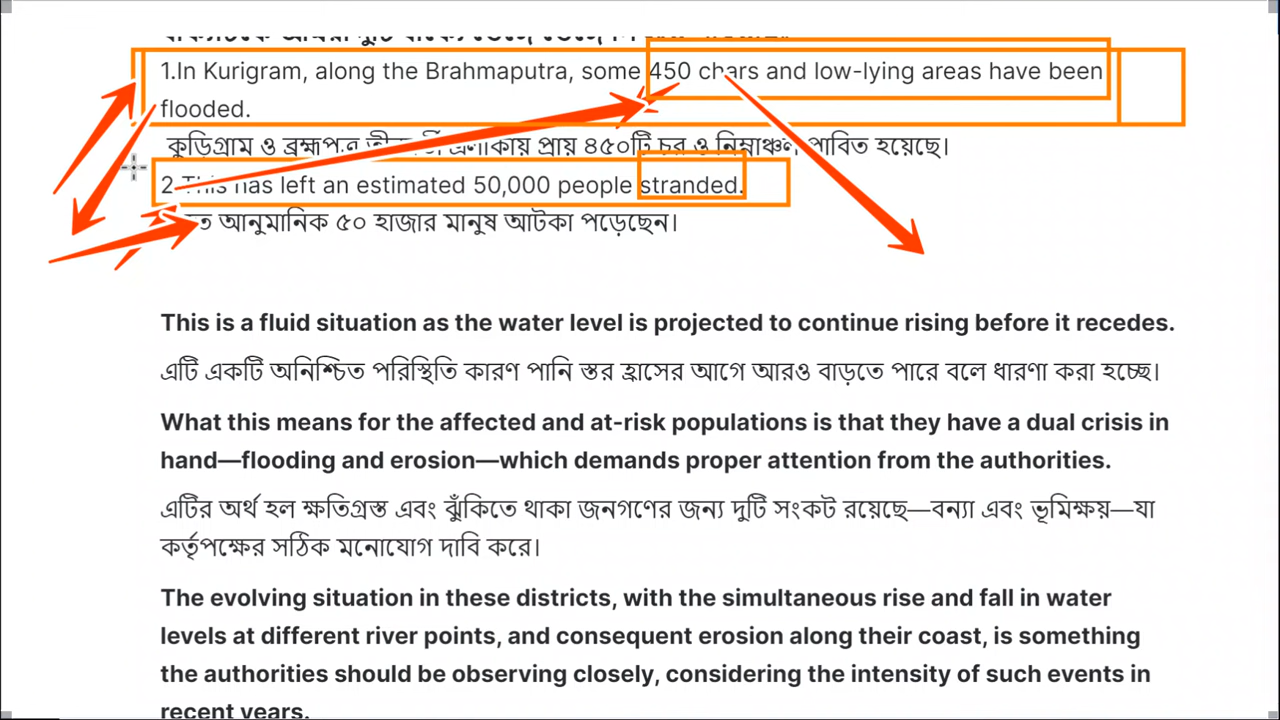 1.In Kurigram, along the Brahmaputra, some 450 chars and low-lying areas have been
flooded.
কুড়িগ্রাম ও ব্রহ্মপুত্র প্রায় ৪৫০টি চর ও নিম্নাঞ্চল প্লাবিত হয়েছে।
2 This has left an estimated 50,000 people stranded.
আনুমানিক ৫০ হাজার মানুষ আটকা পড়েছেন।
This is a fluid situation as the water level is projected to continue rising before it recedes.
এটি একটি অনিশ্চিত পরিস্থিতি কারণ পানি স্তর হ্রাসের আগে আরও বাড়তে পারে বলে ধারণা করা হচ্ছে।
What this means for the affected and at-risk populations is that they have a dual crisis in
hand—flooding and erosion—which demands proper attention from the authorities.
এটির অর্থ হল ক্ষতিগ্রস্ত এবং ঝুঁকিতে থাকা জনগণের জন্য দুটি সংকট রয়েছে—বন্যা এবং ভূমিক্ষয়—যা
কর্তৃপক্ষের সঠিক মনোযোগ দাবি করে।
The evolving situation in these districts, with the simultaneous rise and fall in water
levels at different river points, and consequent erosion along their coast, is something
the authorities should be observing closely, considering the intensity of such events in
recent years.